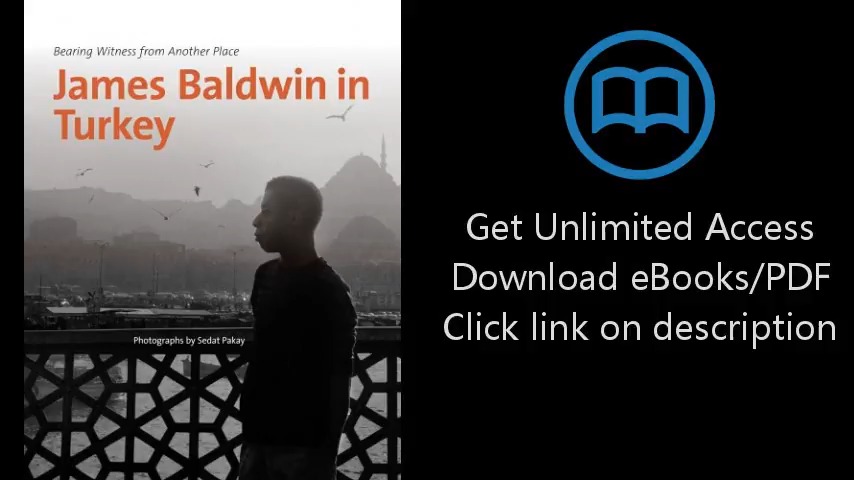 Bearing Witness from Another Place
James Baldwin in
Turkey
Photographs by Sedat Pakay
Get Unlimited Access
Download eBooks/PDF
Click link on description